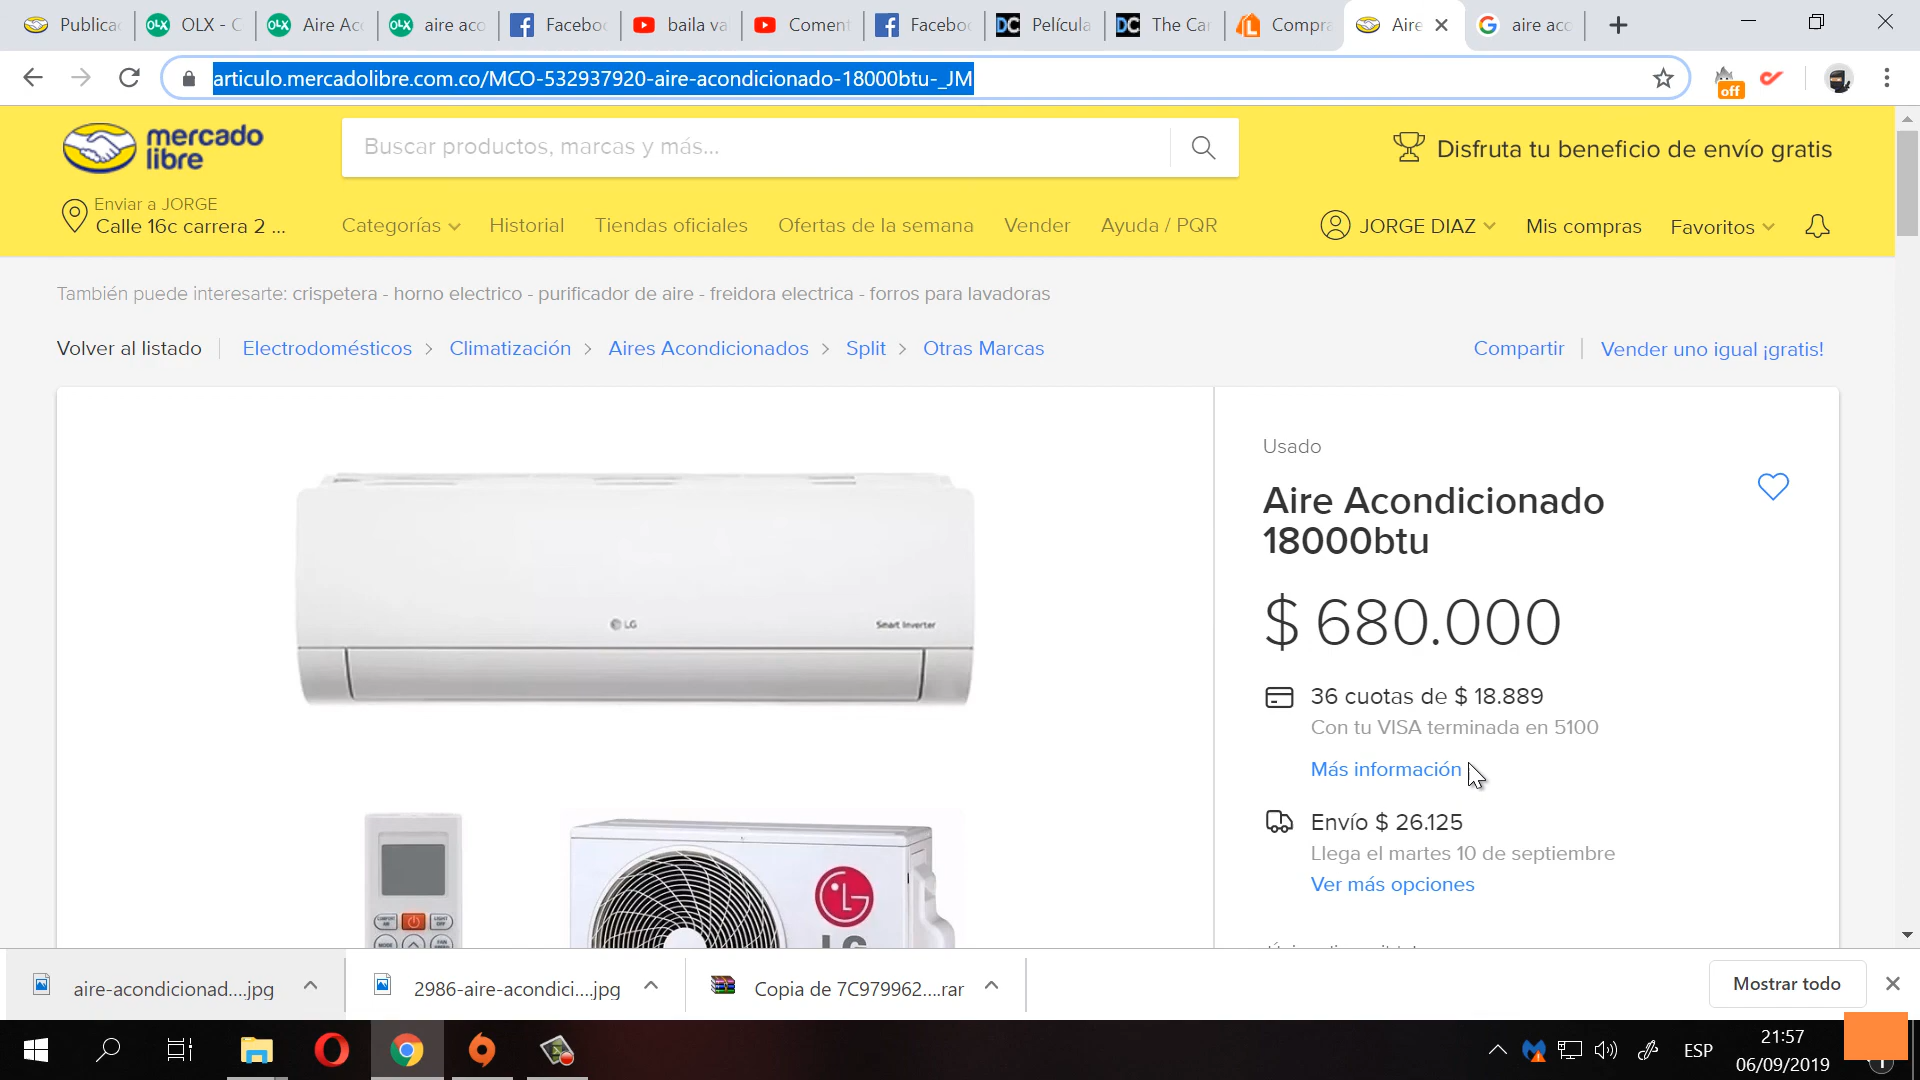 Publica
OLX - C
Aire Acc
aire aco
Faceboo
baila va
Coment
Faceboo
Película
The Car
Compra
Aire
aire aco
articulo.mercadolibre.com.co/MCO-532937920-aire-acondicionado-18000btu-_JM
off
mercado
libre
Buscar productos, marcas y más...
Disfruta tu beneficio de envío gratis
Enviar a JORGE
Calle 16c carrera 2 ...
Categorías
Historial
Tiendas oficiales
Ofertas de la semana
Vender
Ayuda / PQR
JORGE DIAZ
Mis compras
Favoritos
También puede interesarte: crispetera - horno electrico - purificador de aire - freidora electrica - forros para lavadoras
Volver al listado
Electrodomésticos > Climatización > Aires Acondicionados > Split > Otras Marcas
Compartir
Vender uno igual ¡gratis!
Usado
Aire Acondicionado
18000btu
$ 680.000
36 cuotas de $ 18.889
Con tu VISA terminada en 5100
Más información
Envío $ 26.125
Llega el martes 10 de septiembre
Ver más opciones
LG
Smart Inverter
LG
aire-acondicionad....jpg
2986-aire-acondici....jpg
Copia de 7C979962....rar
Mostrar todo
ESP
21:57
06/09/2019